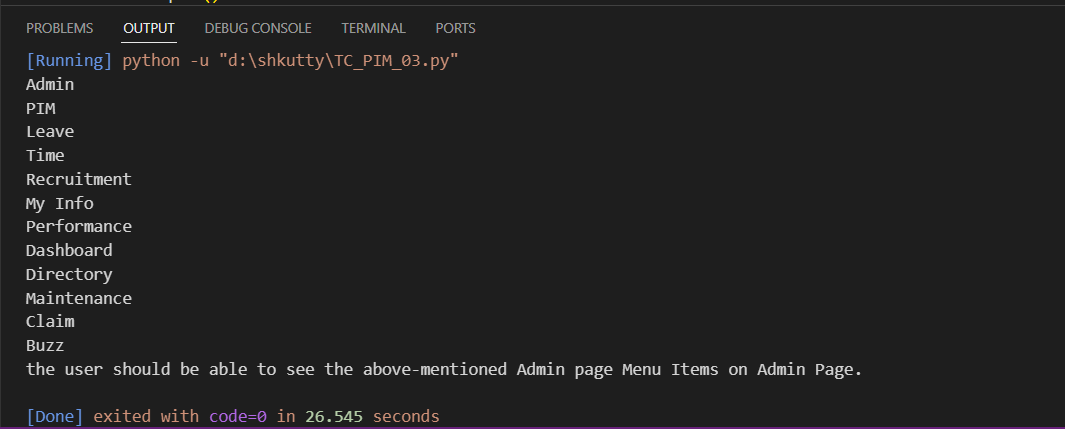 PROBLEMS OUTPUT DEBUG CONSOLE TERMINAL PORTS
[Running] python -u "d:\shkutty\TC_PIM_03.py"
Admin
PIM
Leave
Time
Recruitment
My Info
Performance
Dashboard
Directory
Maintenance
Claim
Buzz
the user should be able to see the above-mentioned Admin page Menu Items on Admin Page.
[Done] exited with code=0 in 26.545 seconds